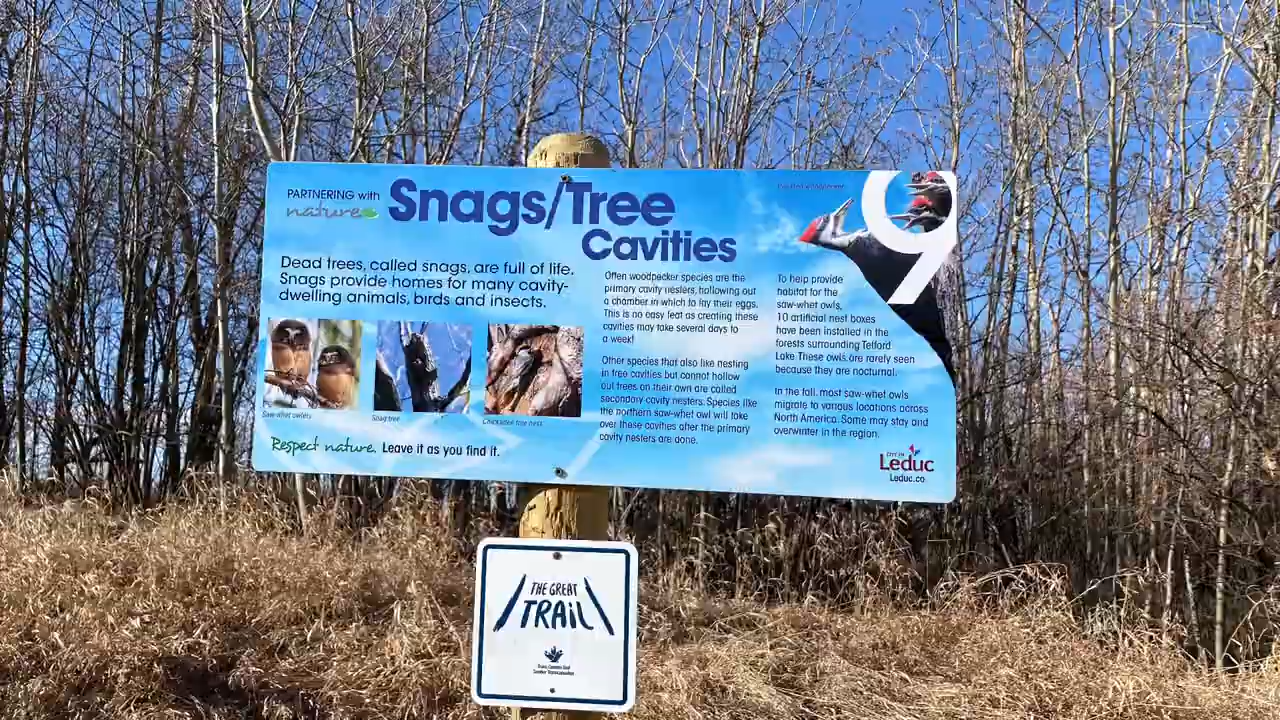 PARTNERING with
nature
Snags/Tree
Cavities
9
Dead trees, called snags, are full of life.
Snags provide homes for many cavity-
dwelling animals, birds and insects.
Saw-whet owlets
Snag tree
Chickadee tree nest
Respect nature. Leave it as you find it.
Often woodpecker species are the
primary cavity nesters, hollowing out
a chamber in which to lay their eggs.
This is no easy feat as creating these
cavities may take several days to
a week!
Other species that also like nesting
in tree cavities but cannot hollow
out trees on their own are called
secondary cavity nesters. Species like
the northern saw-whet owl will take
over these cavities after the primary
cavity nesters are done.
To help provide
habitat for the
saw-whet owls,
10 artificial nest boxes
have been installed in the
forests surrounding Telford
Lake. These owls are rarely seen
because they are nocturnal.
In the fall, most saw-whet owls
migrate to various locations across
North America. Some may stay and
overwinter in the region.
CITY OF
Leduc
Leduc.ca
THE GREAT
TRAIL
Trans Canada Trail
Sentier Transcanadien